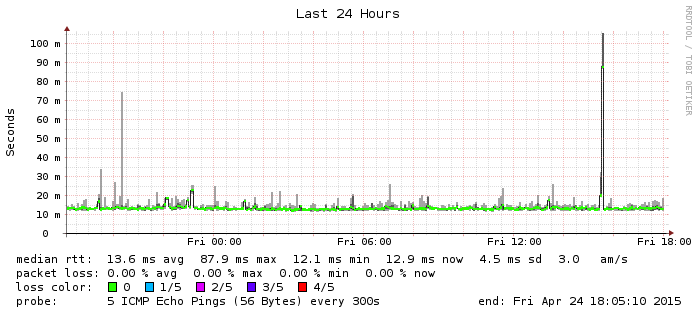 Last 24 Hours
RRDTOOL / TOBI OETIKER
Seconds
100 m
90 m
80 m
70 m
60 m
50 m
40 m
30 m
20 m
10 m
0
Fri 00:00 Fri 06:00 Fri 12:00 Fri 18:00
median rtt: 13.6 ms avg 87.9 ms max 12.1 ms min 12.9 ms now 4.5 ms sd 3.0 am/s
packet loss: 0.00 % avg 0.00 % max 0.00 % min 0.00 % now
loss color: 0 1/5 2/5 3/5 4/5
probe: 5 ICMP Echo Pings (56 Bytes) every 300s end: Fri Apr 24 18:05:10 2015